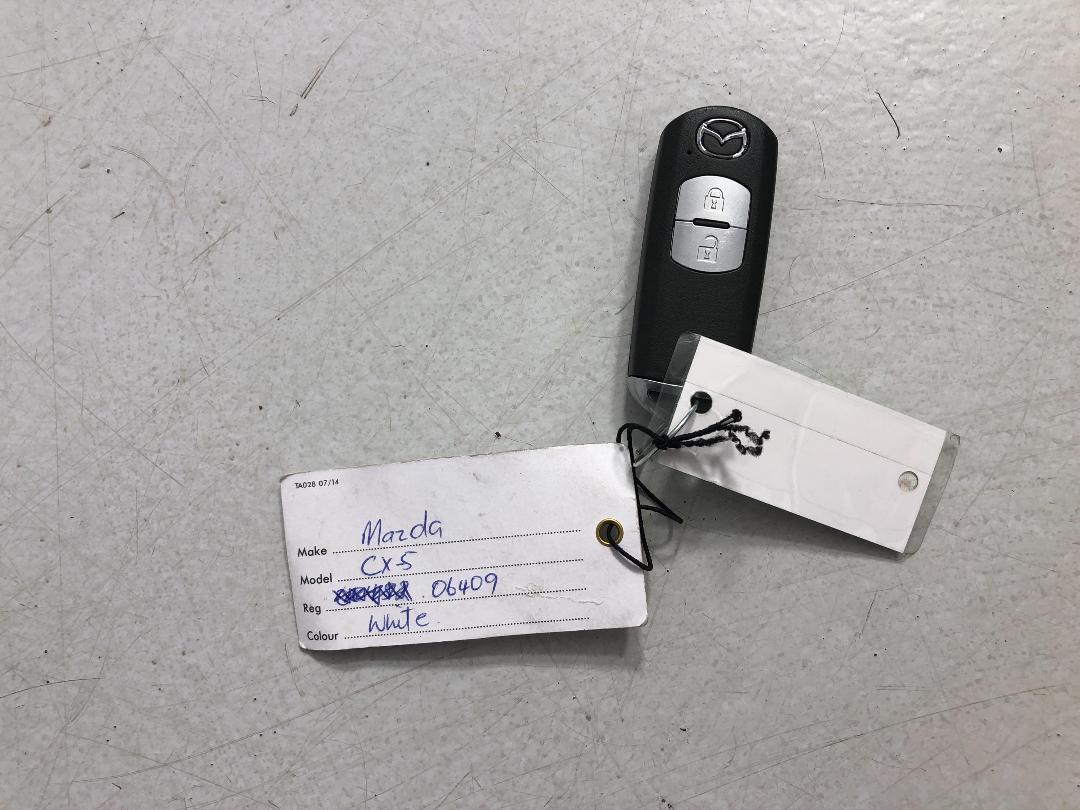 TA028 07/14
Make Mazda
Model CX-5
Reg 06409
Colour White